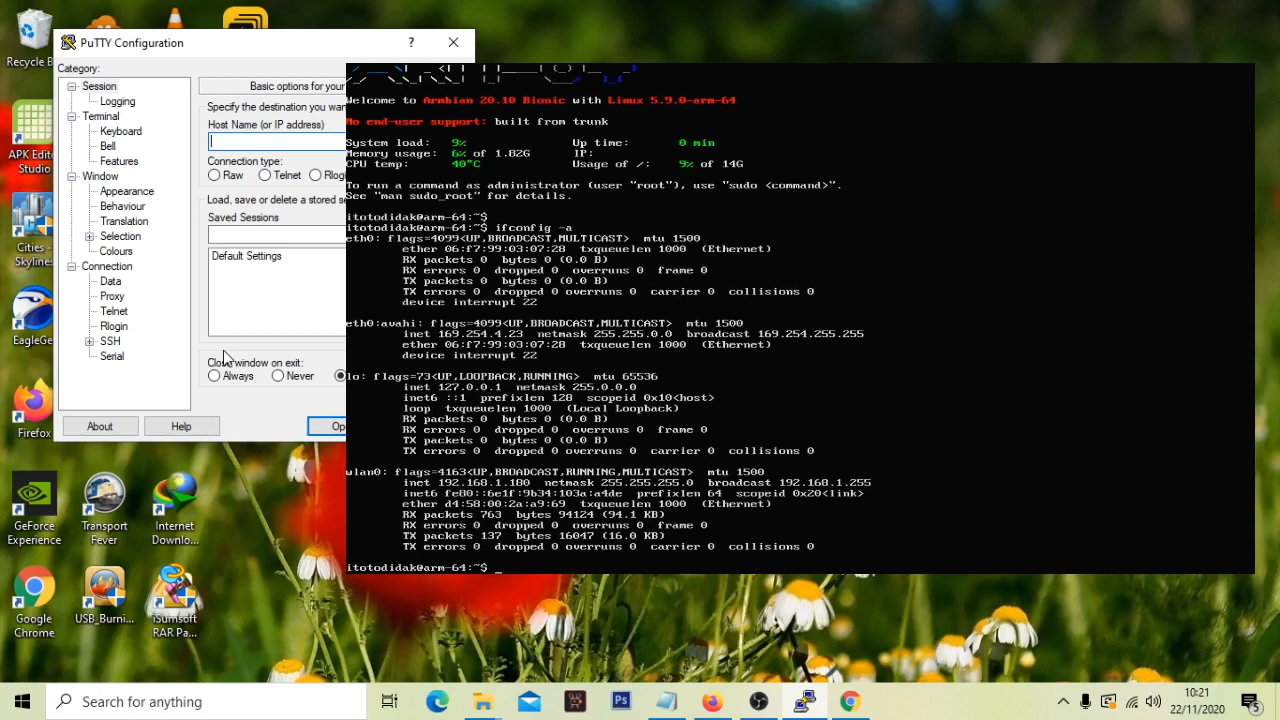 Recycle B
APK Editor
Studio
Cities -
Skylines
EagleGe
Firefox
GeForce
Experience
Transport
Fever
Internet
Downlo...
Google
Chrome
USB_Burni...
iSumsoft
RAR Pa...
PuTTY Configuration
?
Category:
Session
Logging
Terminal
Keyboard
Bell
Features
Window
Appearance
Behaviour
Translation
Selection
Colours
Connection
Data
Proxy
Telnet
Rlogin
SSH
Serial
Basic options for your
Specify the destination you want
Host Name (or IP address)
Connection type:
Raw Telnet Rlog
Load, save or delete a stored se
Saved Sessions
Default Settings
Close window on exit:
Always Never
About Help Op
Welcome to Armbian 20.10 Bionic with Linux 5.9.0-arm-64
No end-user support: built from trunk
System load: 9% Up time: 0 min
Memory usage: 6% of 1.82G IP:
CPU temp: 40°C Usage of /: 9% of 14G
To run a command as administrator (user "root"), use "sudo <command>".
See "man sudo_root" for details.
itotodidak@arm-64:~$
itotodidak@arm-64:~$ ifconfig -a
eth0: flags=4099<UP,BROADCAST,MULTICAST> mtu 1500
ether 06:f7:99:03:07:28 txqueuelen 1000 (Ethernet)
RX packets 0 bytes 0 (0.0 B)
RX errors 0 dropped 0 overruns 0 frame 0
TX packets 0 bytes 0 (0.0 B)
TX errors 0 dropped 0 overruns 0 carrier 0 collisions 0
device interrupt 22
eth0:avahi: flags=4099<UP,BROADCAST,MULTICAST> mtu 1500
inet 169.254.4.23 netmask 255.255.0.0 broadcast 169.254.255.255
ether 06:f7:99:03:07:28 txqueuelen 1000 (Ethernet)
device interrupt 22
lo: flags=73<UP,LOOPBACK,RUNNING> mtu 65536
inet 127.0.0.1 netmask 255.0.0.0
inet6 ::1 prefixlen 128 scopeid 0x10<host>
loop txqueuelen 1000 (Local Loopback)
RX packets 0 bytes 0 (0.0 B)
RX errors 0 dropped 0 overruns 0 frame 0
TX packets 0 bytes 0 (0.0 B)
TX errors 0 dropped 0 overruns 0 carrier 0 collisions 0
wlan0: flags=4163<UP,BROADCAST,RUNNING,MULTICAST> mtu 1500
inet 192.168.1.180 netmask 255.255.255.0 broadcast 192.168.1.255
inet6 fe80::6e1f:9b34:103a:a4de prefixlen 64 scopeid 0x20<link>
ether d4:58:00:2a:a9:69 txqueuelen 1000 (Ethernet)
RX packets 763 bytes 94124 (94.1 KB)
RX errors 0 dropped 0 overruns 0 frame 0
TX packets 137 bytes 16047 (16.0 KB)
TX errors 0 dropped 0 overruns 0 carrier 0 collisions 0
itotodidak@arm-64:~$ _
Search for anything
Ps
10:21
22/11/2020
5